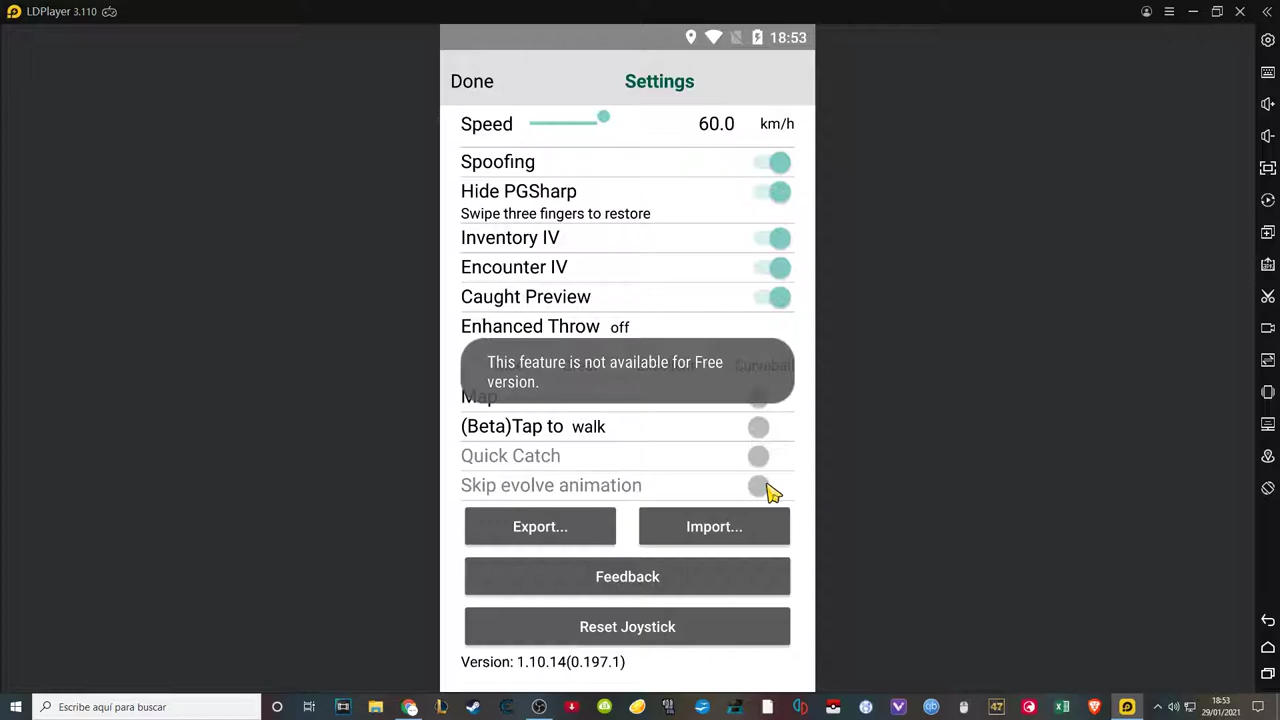 LDPlayer 3.110
18:53
Done
Settings
Speed
60.0
km/h
Spoofing
Hide PGSharp
Swipe three fingers to restore
Inventory IV
Encounter IV
Caught Preview
Enhanced Throw off
This feature is not available for Free
version.
Curveball
Map
(Beta)Tap to walk
Quick Catch
Skip evolve animation
Export...
Import...
Feedback
Reset Joystick
Version: 1.10.14(0.197.1)
Escribe aquí para buscar
18:53
29/01/2021